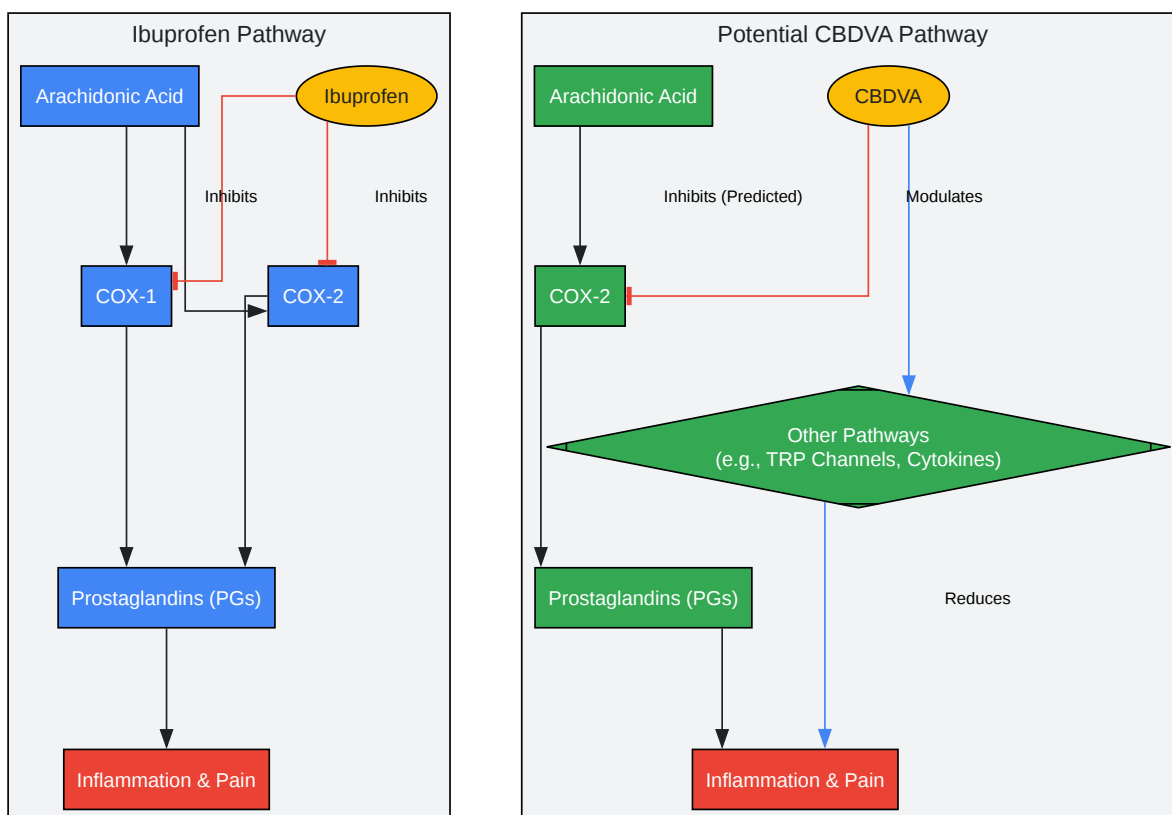 Ibuprofen Pathway
Arachidonic Acid
Ibuprofen
Inhibits
Inhibits
COX-1
COX-2
Prostaglandins (PGs)
Inflammation & Pain
Potential CBDVA Pathway
Arachidonic Acid
CBDVA
Inhibits (Predicted)
Modulates
COX-2
Other Pathways
(e.g., TRP Channels, Cytokines)
Prostaglandins (PGs)
Reduces
Inflammation & Pain